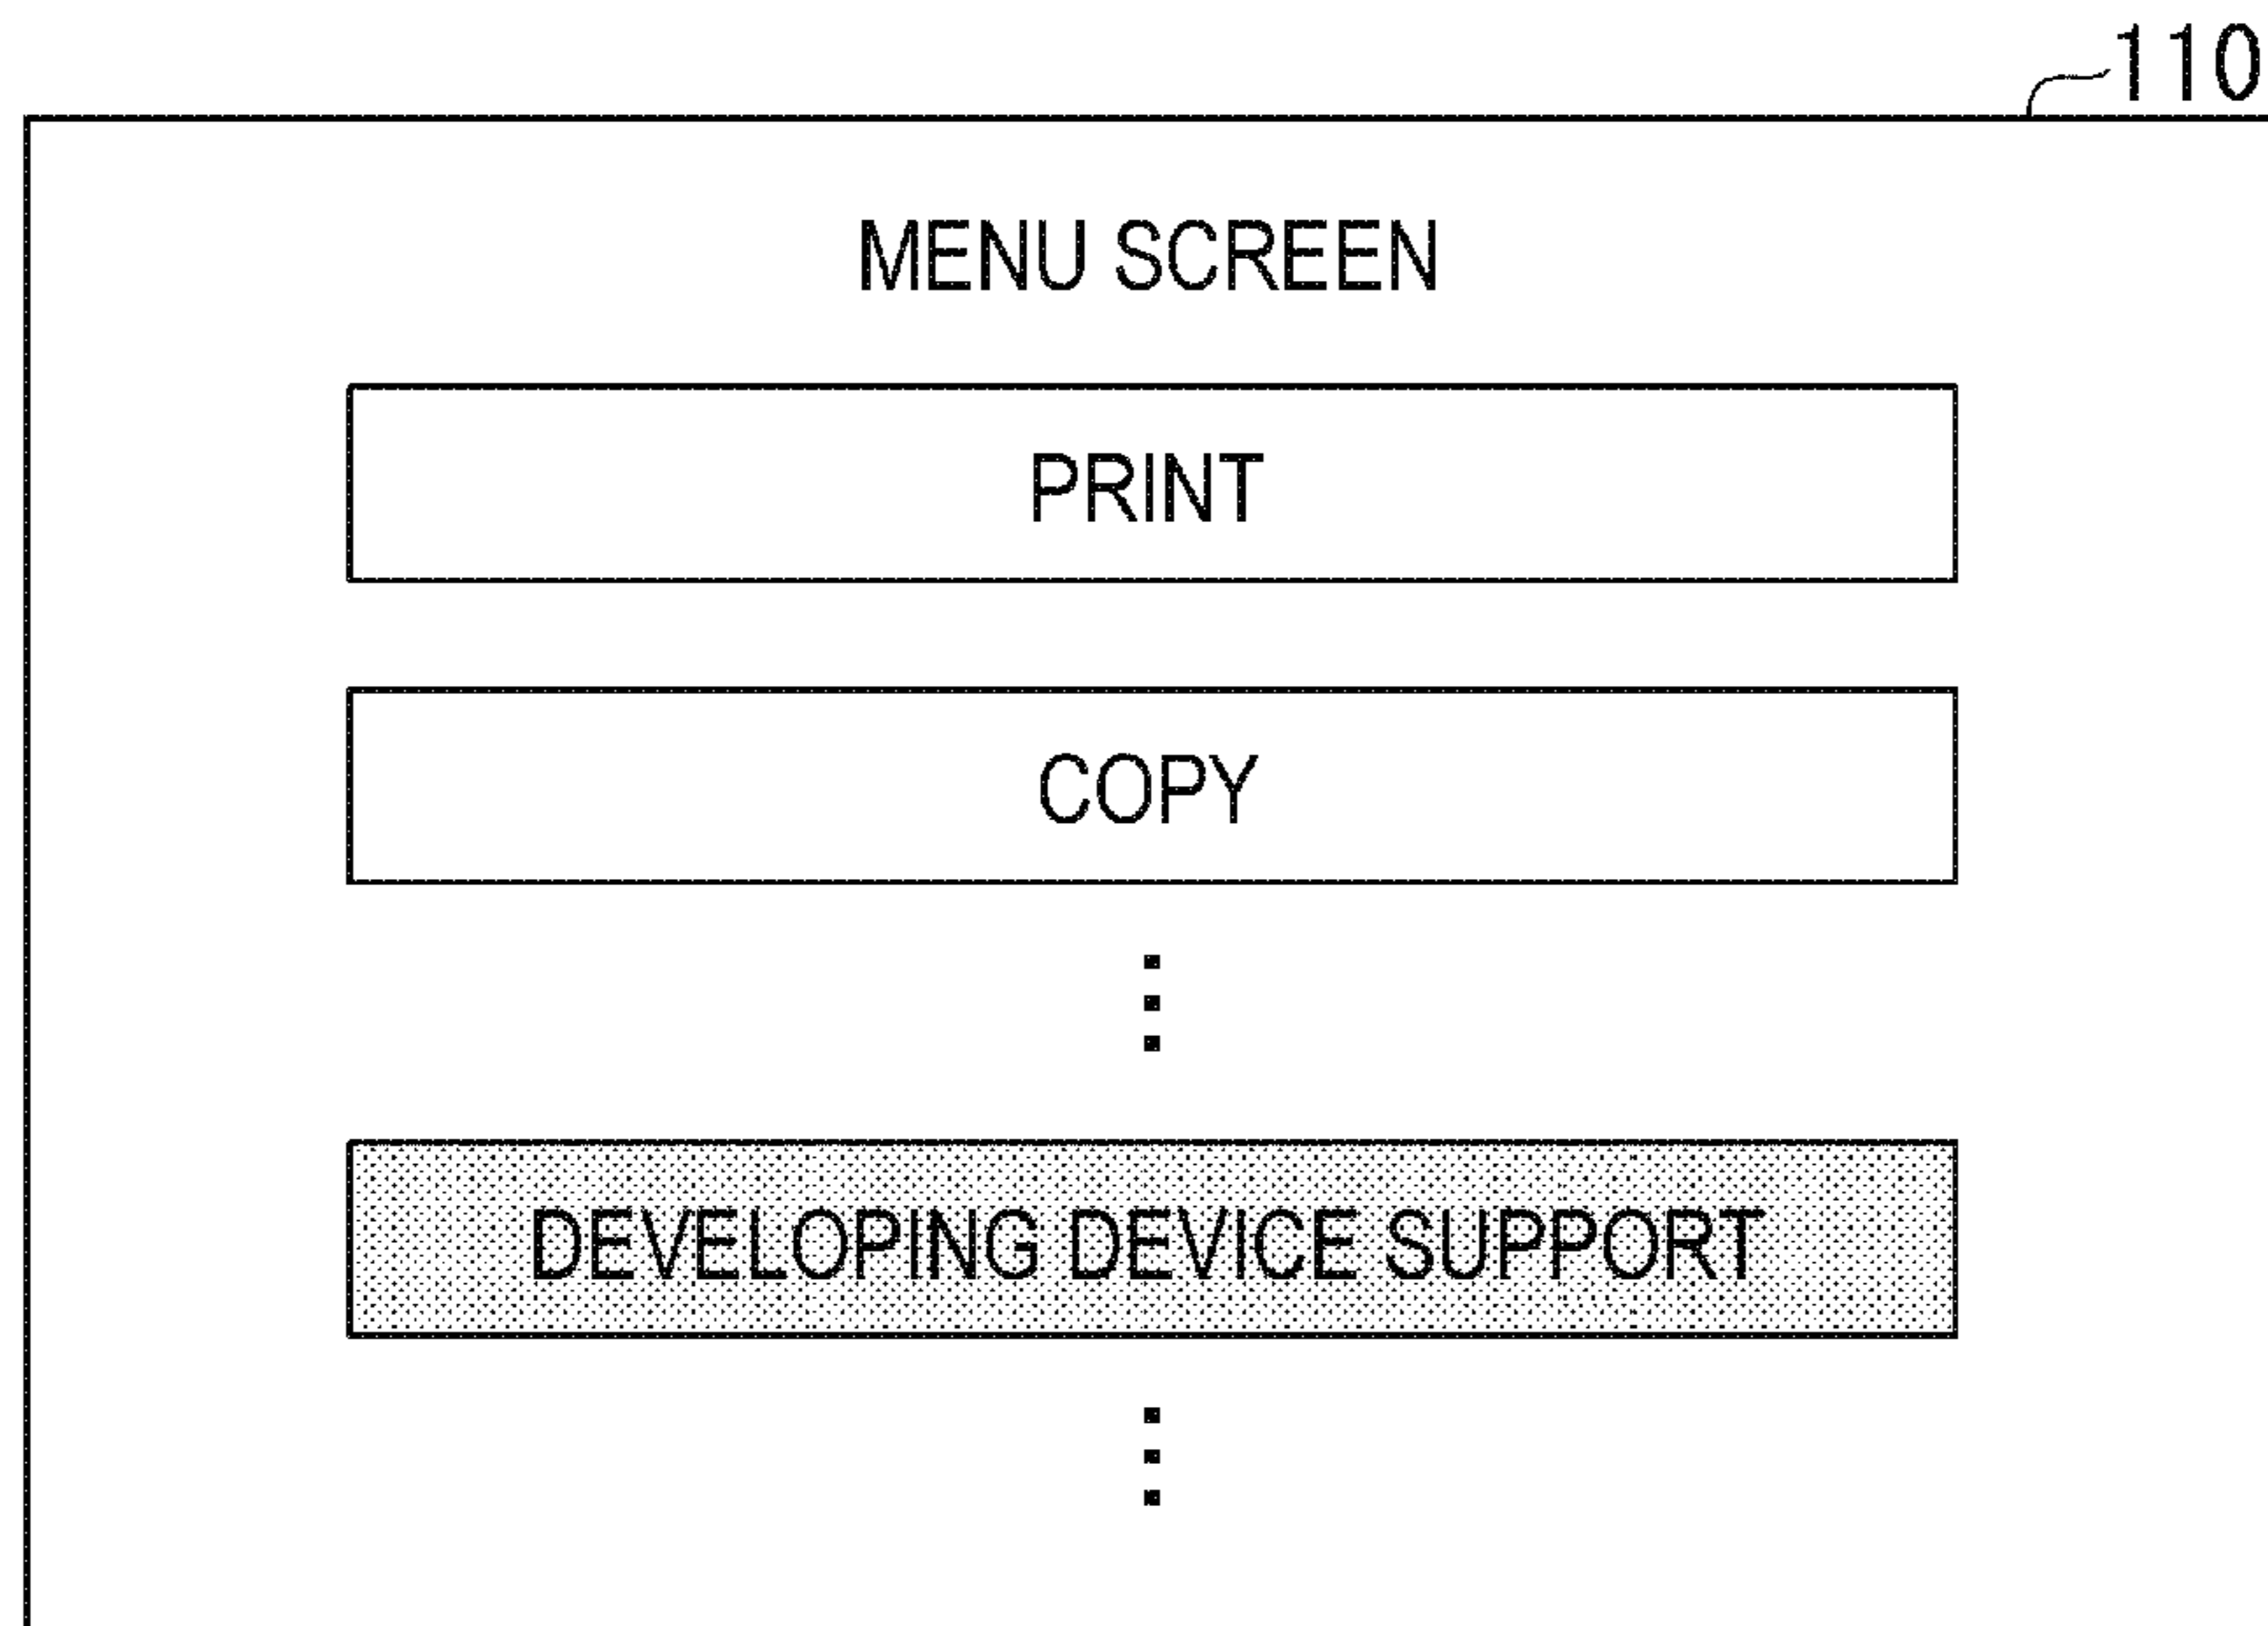 110
MENU SCREEN
PRINT
COPY
DEVELOPING DEVICE SUPPORT